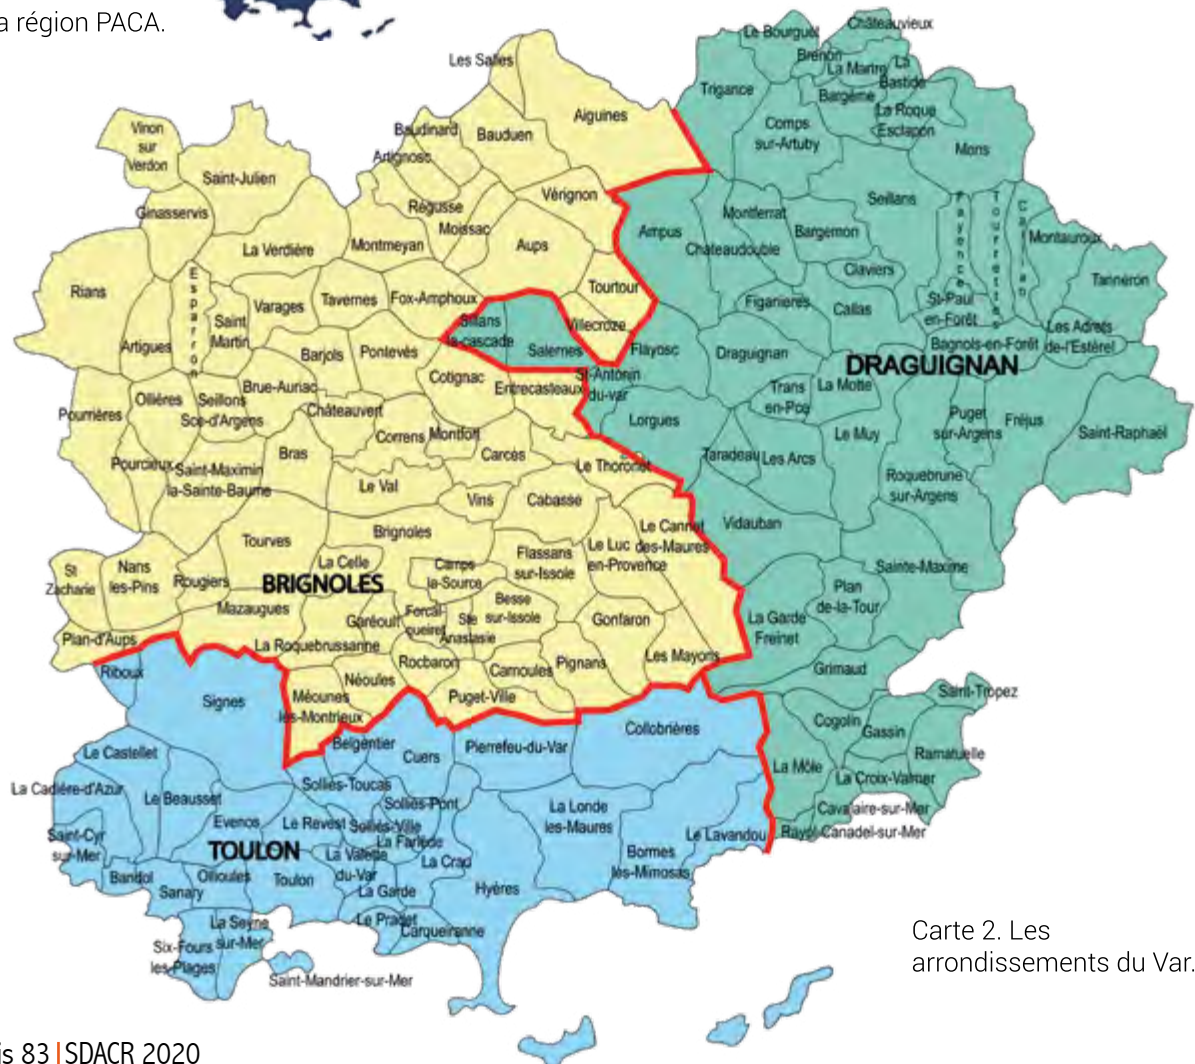 a région PACA.
Les Salles
Aiguines
Baudinard
Bauduen
Artignosc
Vinon
sur
Verdon
Saint-Julien
Vérignon
Ginasservis
Régusse
Moissac
La Verdière
Montmeyan
Aups
Rians
Esparron
Varages
Tavernes
Fox-Amphoux
Tourtour
Saint
Martin
Sillans
la-cascade
Villecroze
Salernes
Artigues
Barjols
Pontevès
Cotignac
Entrecasteaux
Brue-Auriac
Ollières
Seillons
Sce-d'Argens
Châteauvert
Pourrières
Correns
Montfort
Bras
Carcès
Le Thoronet
Pourcieux
Saint-Maximin
la-Sainte-Baume
Le Val
Vins
Cabasse
Brignoles
Le Cannet
des-Maures
Tourves
Le Luc
en-Provence
Flassans
sur-Issole
La Celle
Camps
la-Source
St
Zacharie
Nans
les-Pins
Rougiers
BRIGNOLES
Besse
sur-Issole
Mazaugues
Garéoult
Forcal-
queiret
Ste
Anastasie
Gonfaron
Plan-d'Aups
La Roquebrussanne
Rocbaron
Carnoules
Pignans
Les Mayons
Néoules
Puget-Ville
Méounes
lès-Montrieux
Le Bourguet
Châteauvieux
Brenon
La Martre
La
Bastide
Trigance
Bargème
La Roque
Esclapon
Comps
sur-Artuby
Mons
Seillans
Fayence
Tourrettes
Callian
Montauroux
Montferrat
Ampus
Bargemon
Châteaudouble
Claviers
Tanneron
Figanières
Callas
St-Paul
en-Forêt
Les Adrets
de-l'Estérel
Bagnols-en-Forêt
Flayosc
Draguignan
DRAGUIGNAN
St-Antonin
du-var
Trans
en-Pce
La Motte
Lorgues
Puget
sur-Argens
Fréjus
Saint-Raphaël
Le Muy
Taradeau
Les Arcs
Roquebrune
sur-Argens
Vidauban
Sainte-Maxime
Plan
de-la-Tour
La Garde
Freinet
Grimaud
Saint-Tropez
Cogolin
Gassin
Ramatuelle
La Môle
La Croix-Valmer
Cavalaire-sur-Mer
Rayol-Canadel-sur-Mer
Riboux
Signes
Collobrières
Belgentier
Cuers
Pierrefeu-du-Var
Le Castellet
La Cadière-d'Azur
Le Beausset
Solliès-Toucas
Solliès-Pont
La Londe
les-Maures
Evenos
Le Revest
Solliès-Ville
Saint-Cyr
sur-Mer
Le Lavandou
La Farlède
TOULON
La Valette
du-Var
La Crau
Bormes
les-Mimosas
Bandol
Ollioules
Toulon
Sanary
La Garde
Hyères
La Seyne
sur-Mer
Le Pradet
Carqueiranne
Six-Fours
les-Plages
Saint-Mandrier-sur-Mer
Carte 2. Les
arrondissements du Var.
is 83 | SDACR 2020